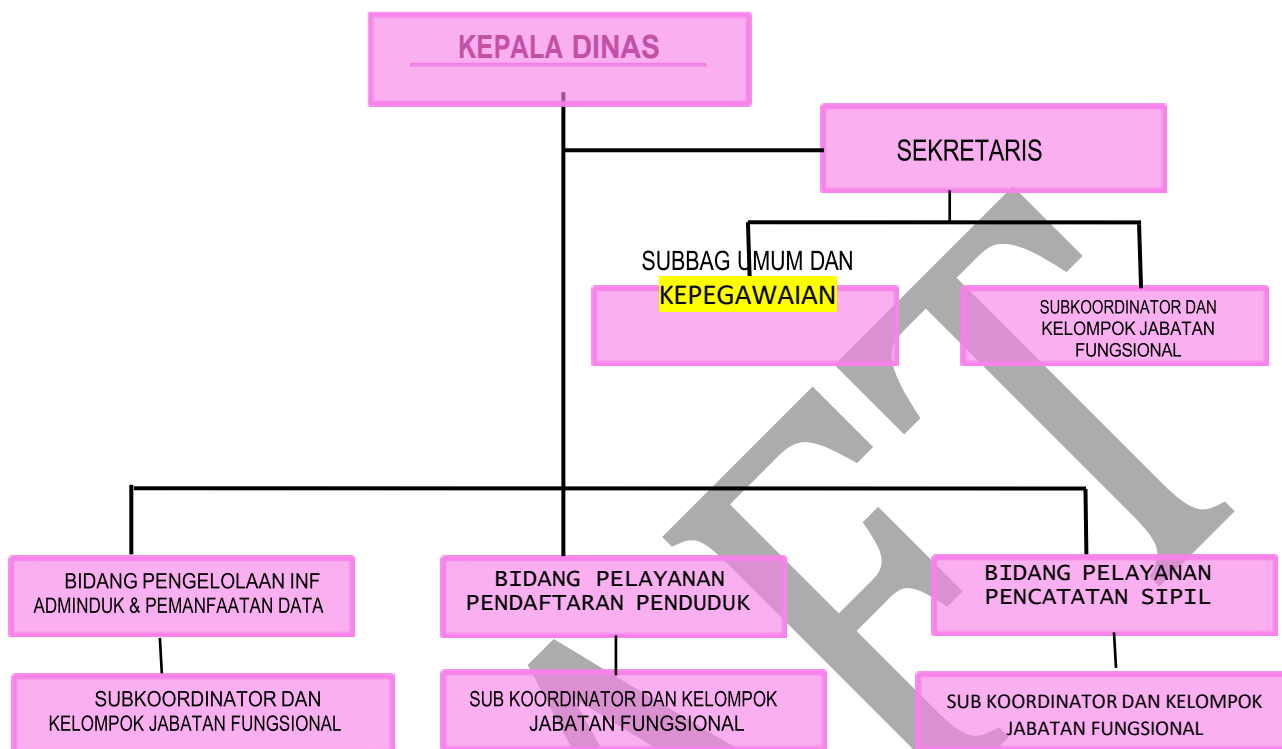 KEPALA DINAS
SEKRETARIS
SUBBAG UMUM DAN
KEPEGAWAIAN
SUBKOORDINATOR DAN
KELOMPOK JABATAN
FUNGSIONAL
BIDANG PENGELOLAAN INF
ADMINDUK & PEMANFAATAN DATA
BIDANG PELAYANAN
PENDAFTARAN PENDUDUK
BIDANG PELAYANAN
PENCATATAN SIPIL
SUBKOORDINATOR DAN
KELOMPOK JABATAN FUNGSIONAL
SUB KOORDINATOR DAN KELOMPOK
JABATAN FUNGSIONAL
SUB KOORDINATOR DAN KELOMPOK
JABATAN FUNGSIONAL